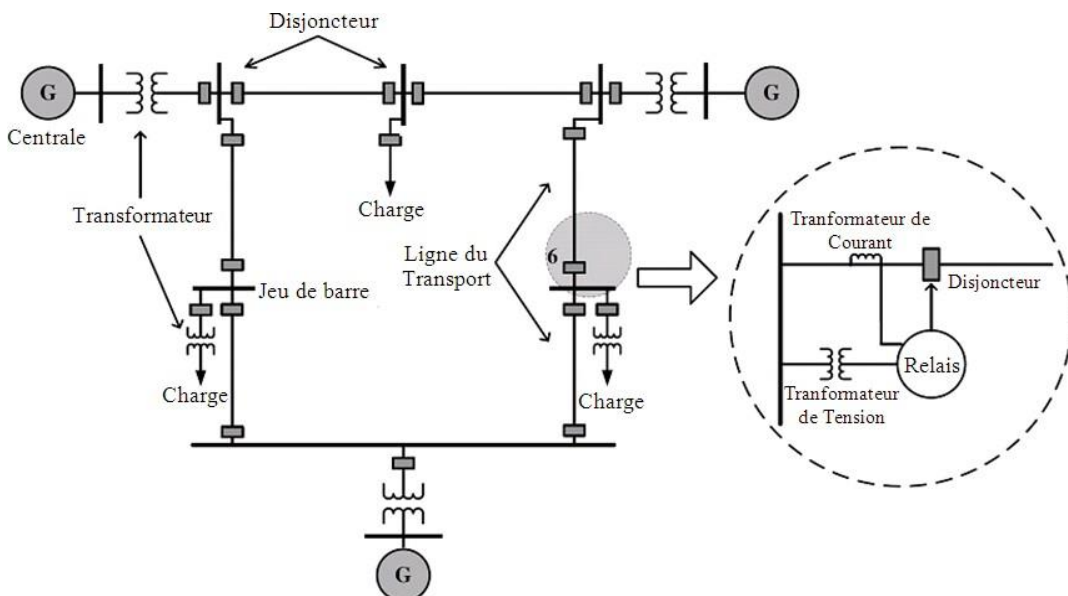 Disjoncteur
G
G
Centrale
Transformateur
Charge
Ligne du
Transport
6
Jeu de barre
Charge
Charge
G
Tranformateur de
Courant
Disjoncteur
Relais
Tranformateur
de Tension